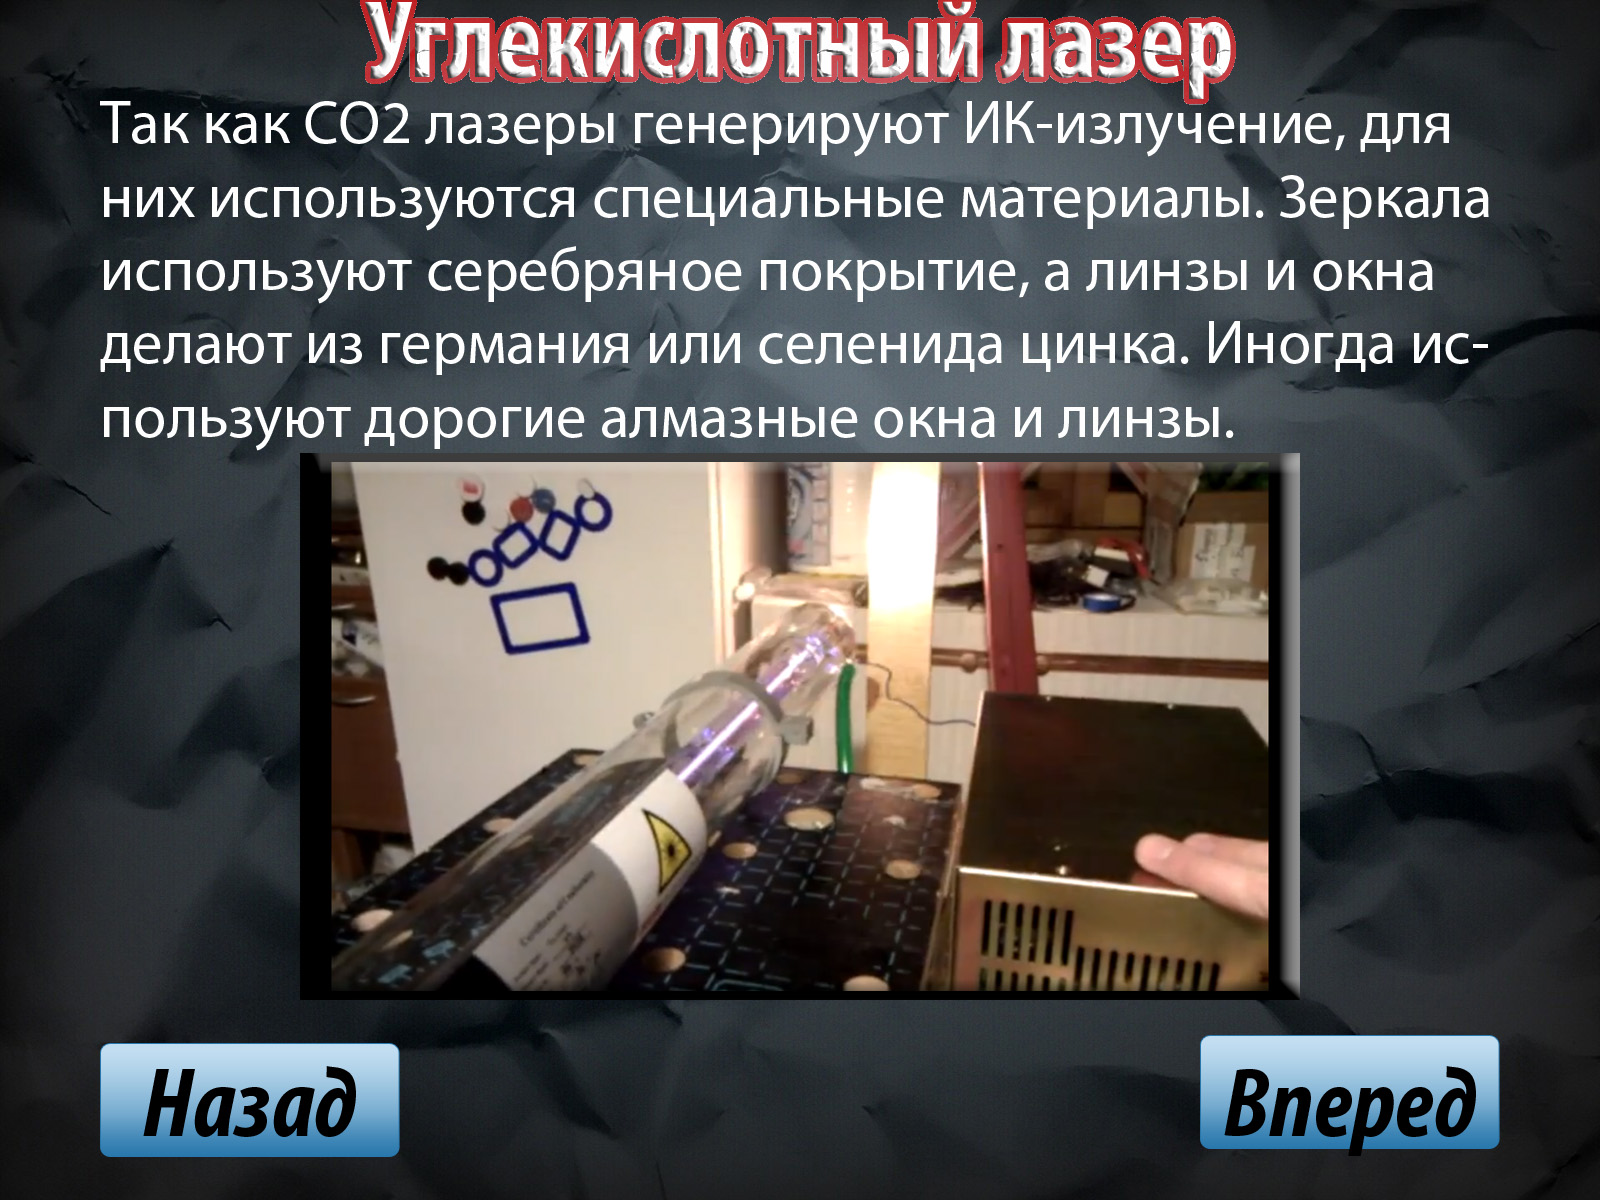 Углекислотный лазер
Так как СО2 лазеры генерируют ИК-излучение, для
них используются специальные материалы. Зеркала
используют серебряное покрытие, а линзы и окна
делают из германия или селенида цинка. Иногда ис-
пользуют дорогие алмазные окна и линзы.
Назад
Вперед